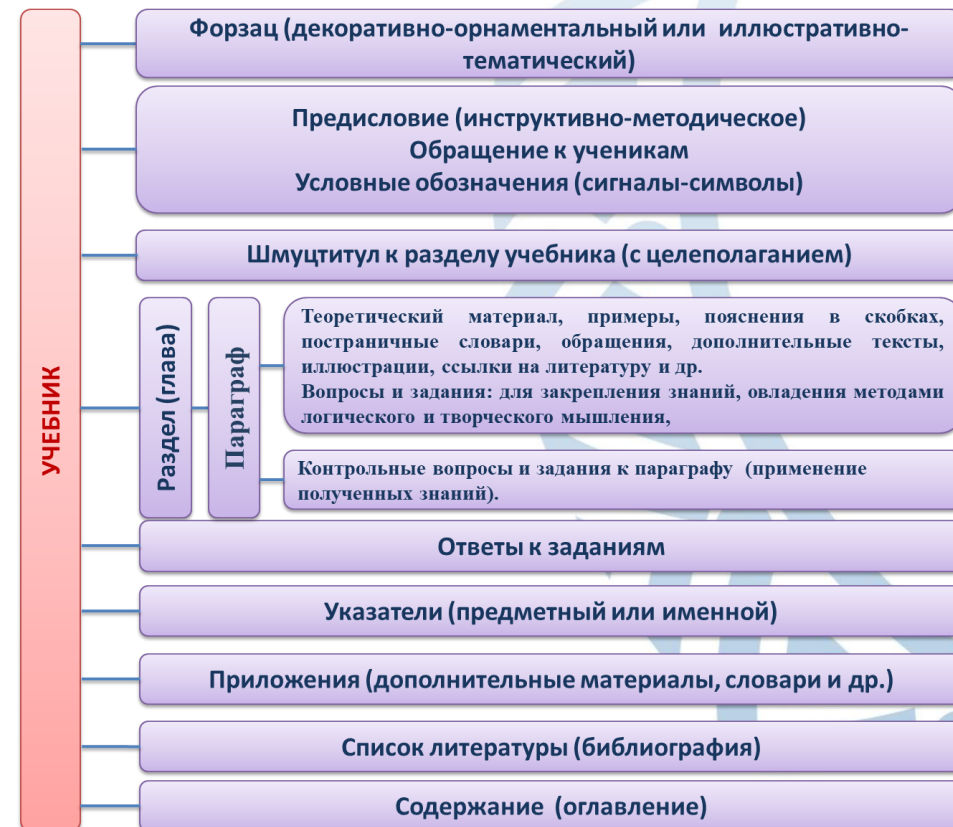 УЧЕБНИК
Форзац (декоративно-орнаментальный или иллюстративно-
тематический)
Предисловие (инструктивно-методическое)
Обращение к ученикам
Условные обозначения (сигналы-символы)
Шмуцтитул к разделу учебника (с целеполаганием)
Раздел (глава)
Параграф
Теоретический материал, примеры, пояснения в скобках,
постраничные словари, обращения, дополнительные тексты,
иллюстрации, ссылки на литературу и др.
Вопросы и задания: для закрепления знаний, овладения методами
логического и творческого мышления,
Контрольные вопросы и задания к параграфу (применение
полученных знаний).
Ответы к заданиям
Указатели (предметный или именной)
Приложения (дополнительные материалы, словари и др.)
Список литературы (библиография)
Содержание (оглавление)